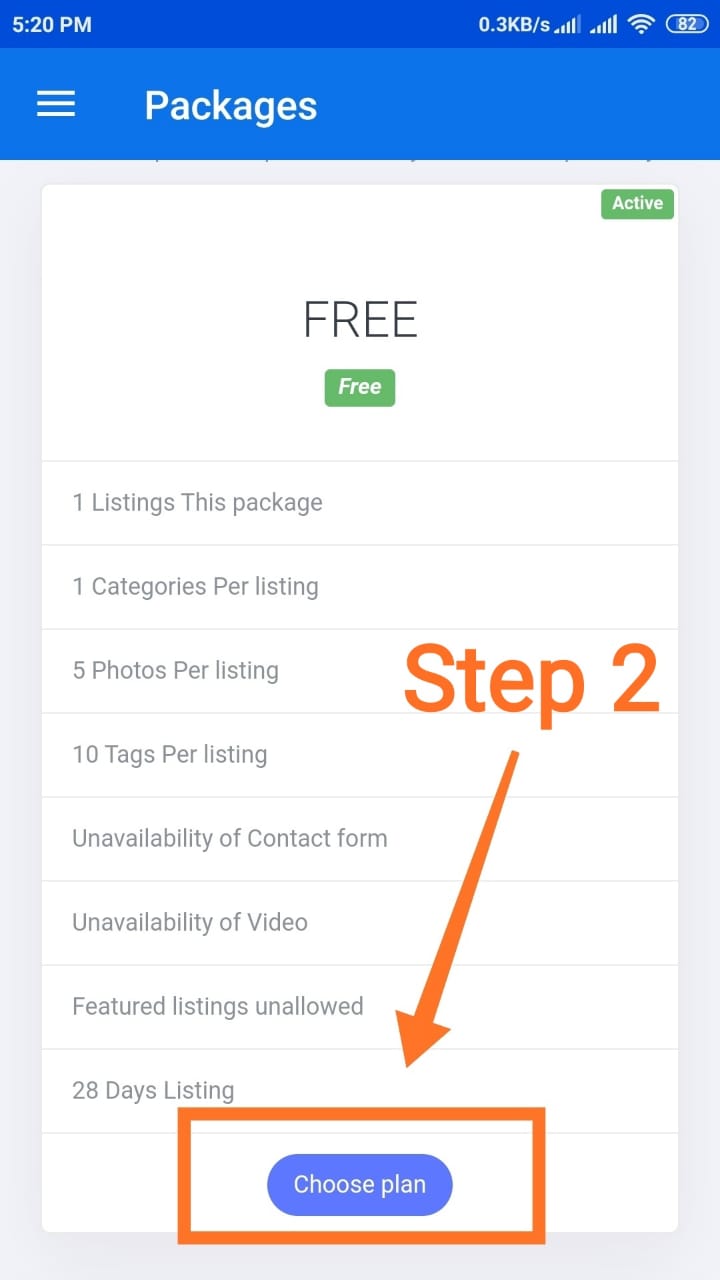 5:20 PM
0.3KB/s
82
Packages
Active
FREE
Free
1 Listings This package
1 Categories Per listing
5 Photos Per listing
Step 2
10 Tags Per listing
Unavailability of Contact form
Unavailability of Video
Featured listings unallowed
28 Days Listing
Choose plan